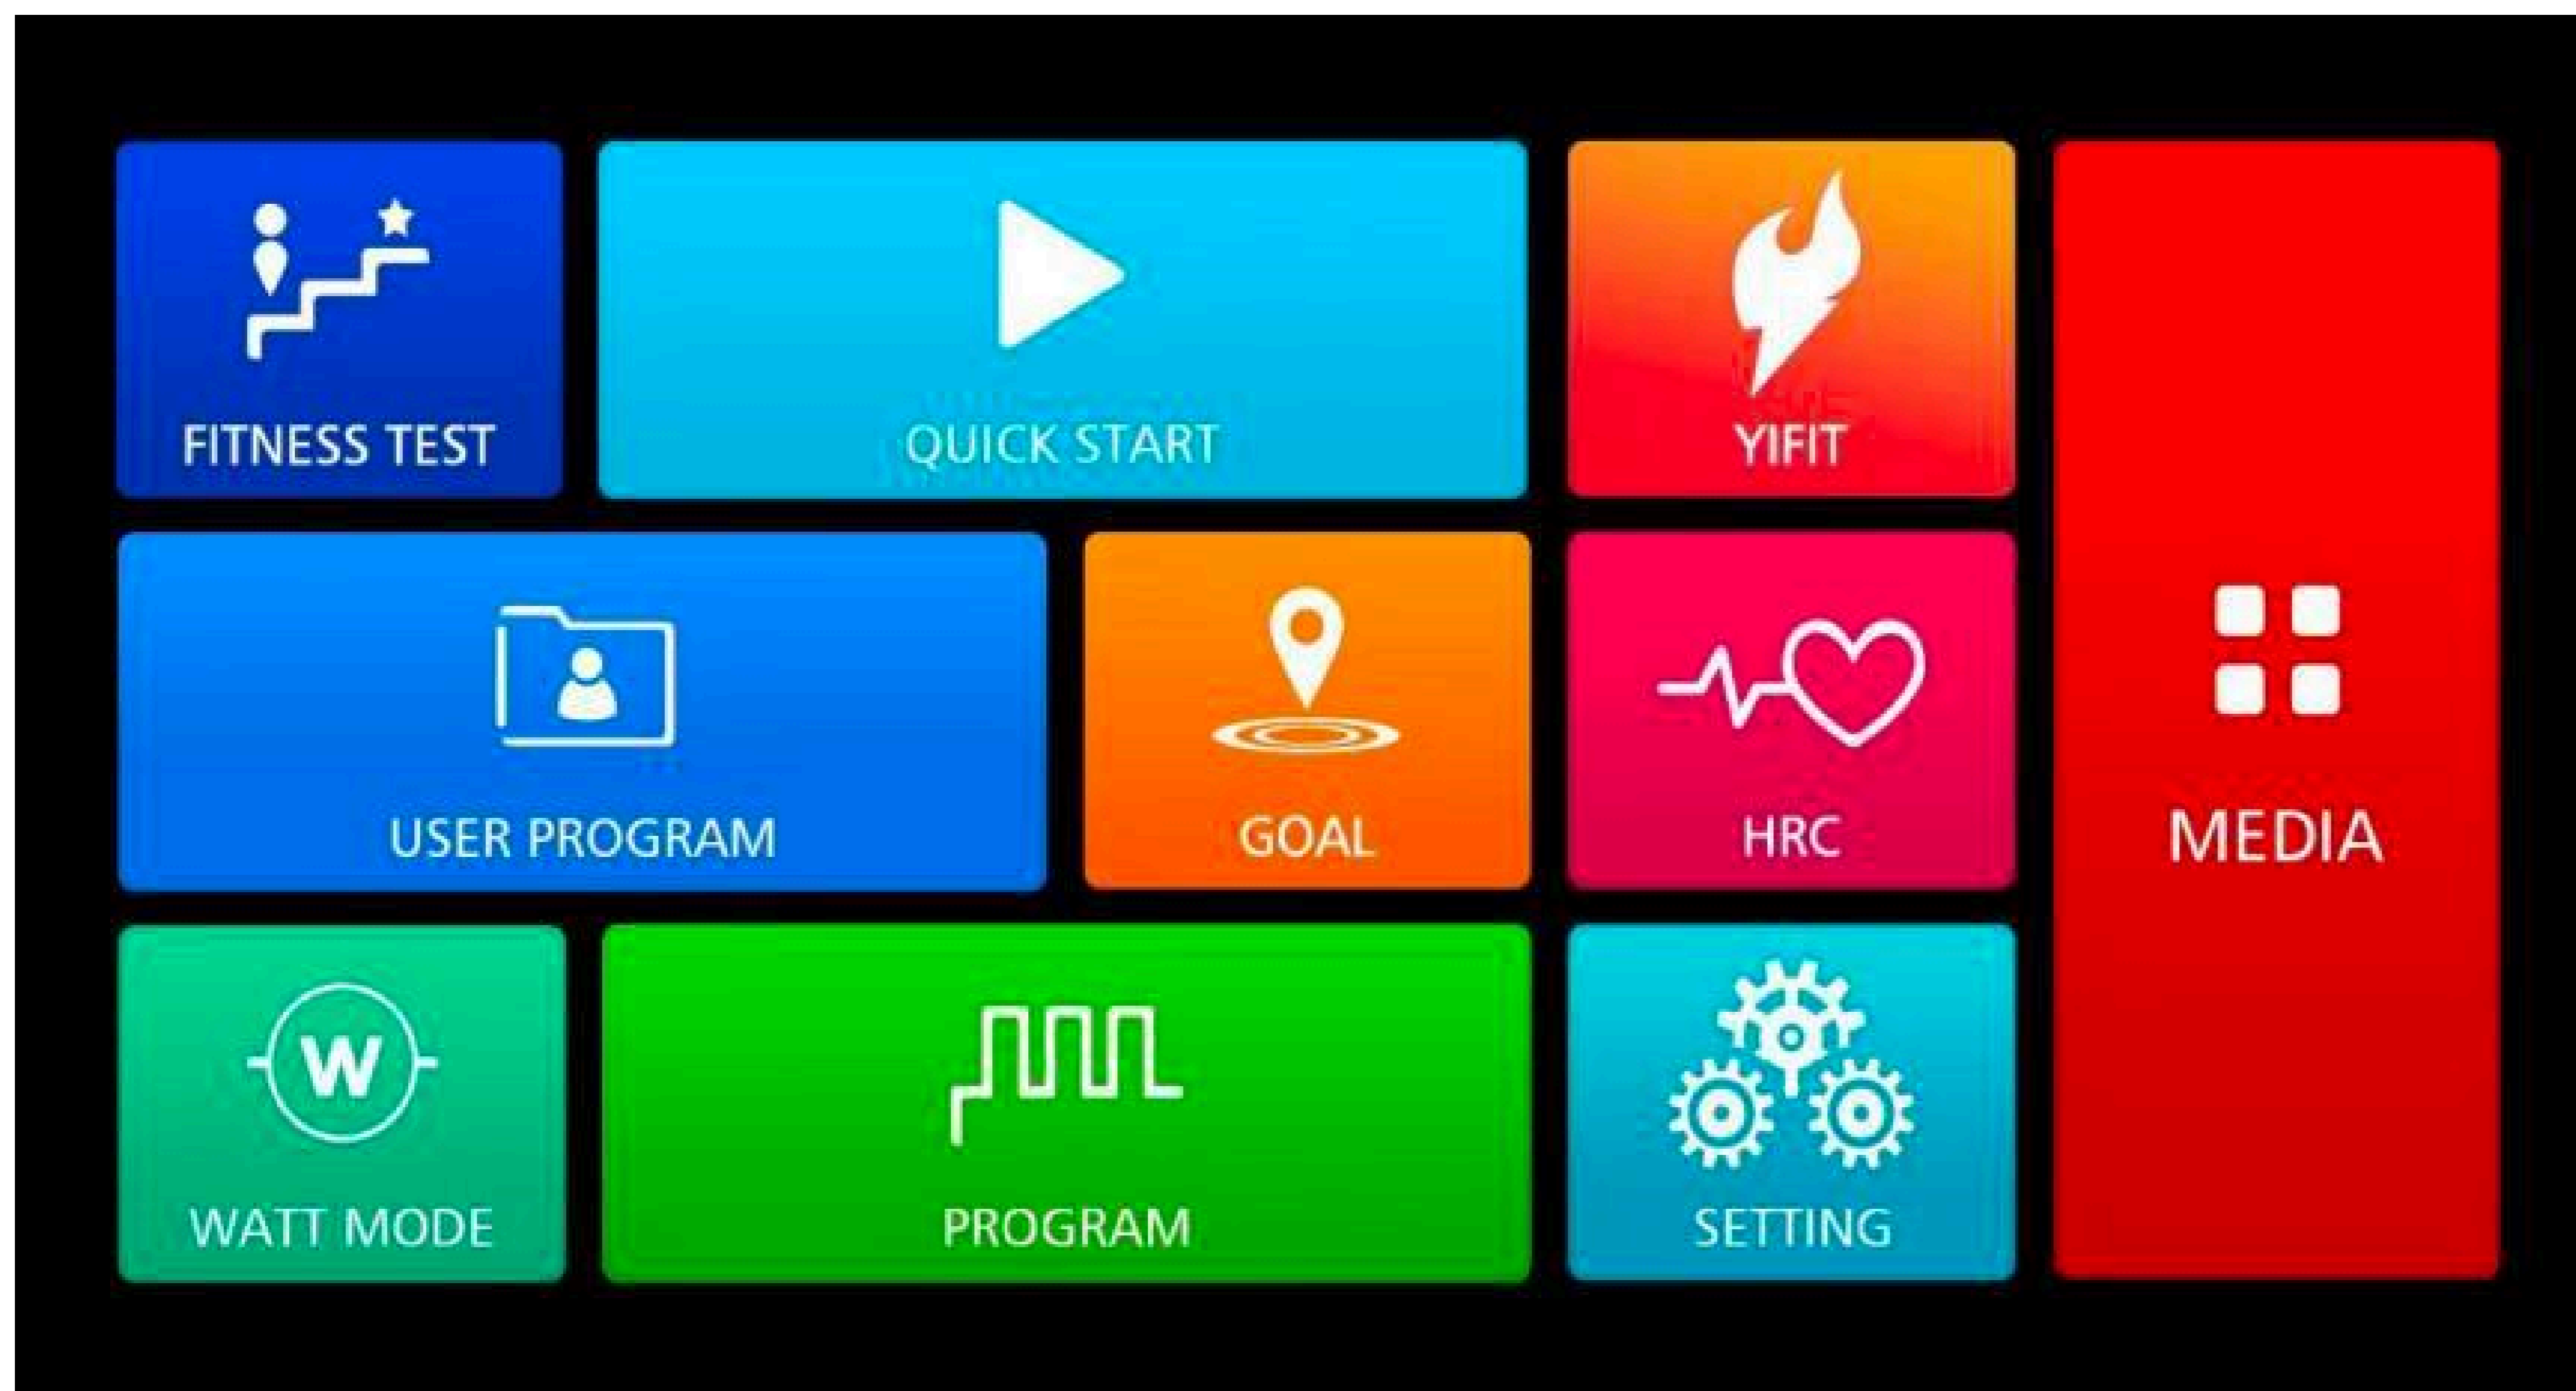 FITNESS TEST
QUICK START
YIFIT
USER PROGRAM
GOAL
HRC
MEDIA
W
WATT MODE
PROGRAM
SETTING